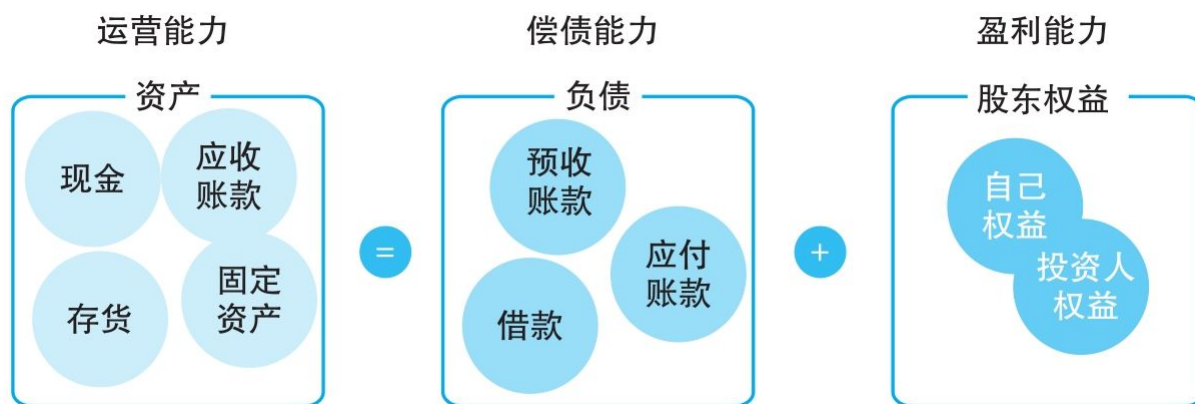 运营能力
偿债能力
盈利能力
资产
现金
应收
账款
存货
固定
资产
=
负债
预收
账款
应付
账款
借款
+
股东权益
自己
权益
投资人
权益